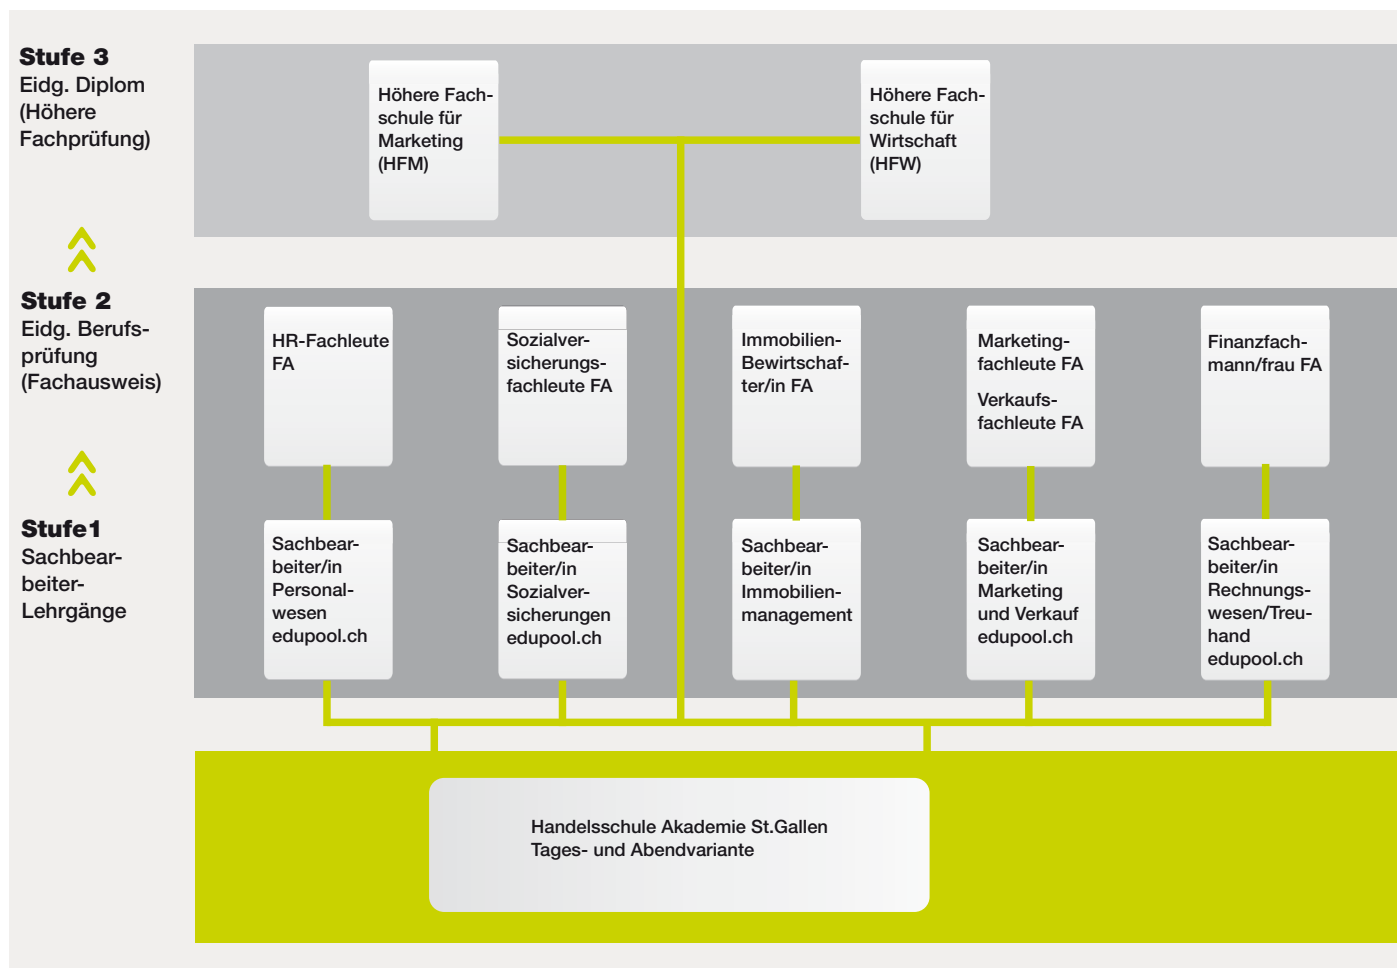 Stufe 3
Eidg. Diplom
(Höhere
Fachprüfung)
Höhere Fach-
schule für
Marketing
(HFM)
Höhere Fach-
schule für
Wirtschaft
(HFW)
Stufe 2
Eidg. Berufs-
prüfung
(Fachausweis)
HR-Fachleute
FA
Sozialver-
sicherungs-
fachleute FA
Immobilien-
Bewirtschaf-
ter/in FA
Marketing-
fachleute FA
Verkaufs-
fachleute FA
Finanzfach-
mann/frau FA
Stufe1
Sachbear-
beiter-
Lehrgänge
Sachbear-
beiter/in
Personal-
wesen
edupool.ch
Sachbear-
beiter/in
Sozialver-
sicherungen
edupool.ch
Sachbear-
beiter/in
Immobilien-
management
Sachbear-
beiter/in
Marketing
und Verkauf
edupool.ch
Sachbear-
beiter/in
Rechnungs-
wesen/Treu-
hand
edupool.ch
Handelsschule Akademie St.Gallen
Tages- und Abendvariante